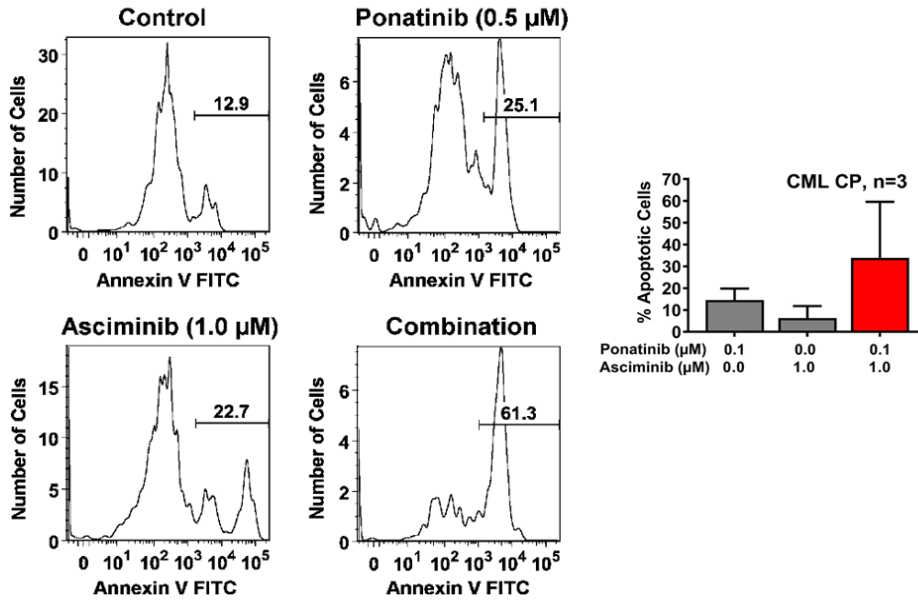 Control
Number of Cells
30
20
10
0
12.9
0 10¹ 10² 10³ 10⁴ 10⁵
Annexin V FITC
Ponatinib (0.5 µM)
Number of Cells
6
4
2
0
25.1
0 10¹ 10² 10³ 10⁴ 10⁵
Annexin V FITC
Asciminib (1.0 µM)
Number of Cells
15
10
5
0
22.7
0 10¹ 10² 10³ 10⁴ 10⁵
Annexin V FITC
Combination
Number of Cells
6
4
2
0
61.3
0 10¹ 10² 10³ 10⁴ 10⁵
Annexin V FITC
CML CP, n=3
% Apoptotic Cells
70
60
50
40
30
20
10
0
Ponatinib (µM) 0.1 0.0 0.1
Asciminib (µM) 0.0 1.0 1.0